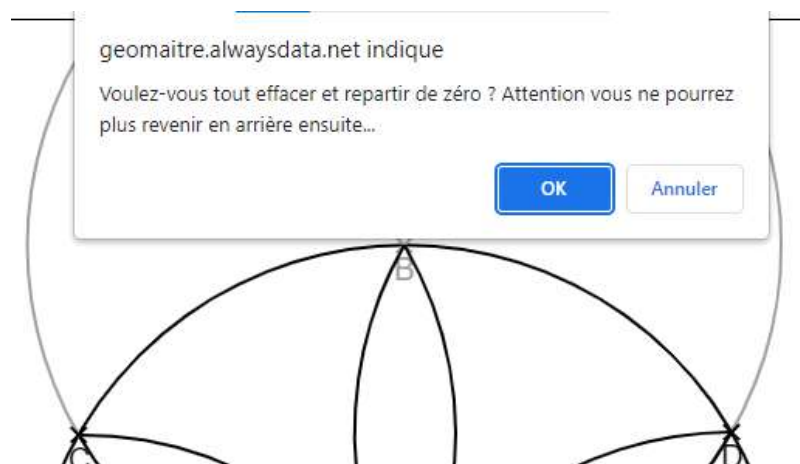 geomaitre.alwaysdata.net indique
Voulez-vous tout effacer et repartir de zéro ? Attention vous ne pourrez
plus revenir en arrière ensuite...
OK Annuler
B
C D